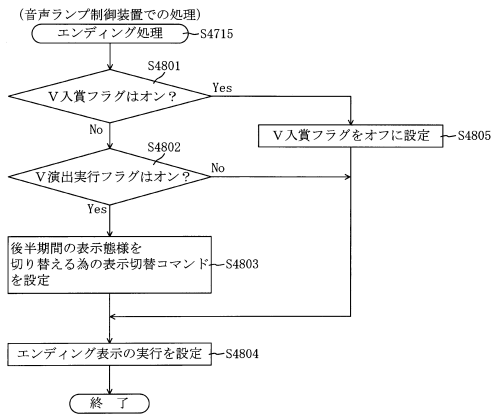 (音声ランプ制御装置での処理)
エンディング処理
S4715
S4801
V入賞フラグはオン?
Yes
No
S4802
V入賞フラグをオフに設定
S4805
V演出実行フラグはオン?
No
Yes
後半期間の表示態様を
切り替える為の表示切替コマンド
を設定
S4803
エンディング表示の実行を設定
S4804
終 了